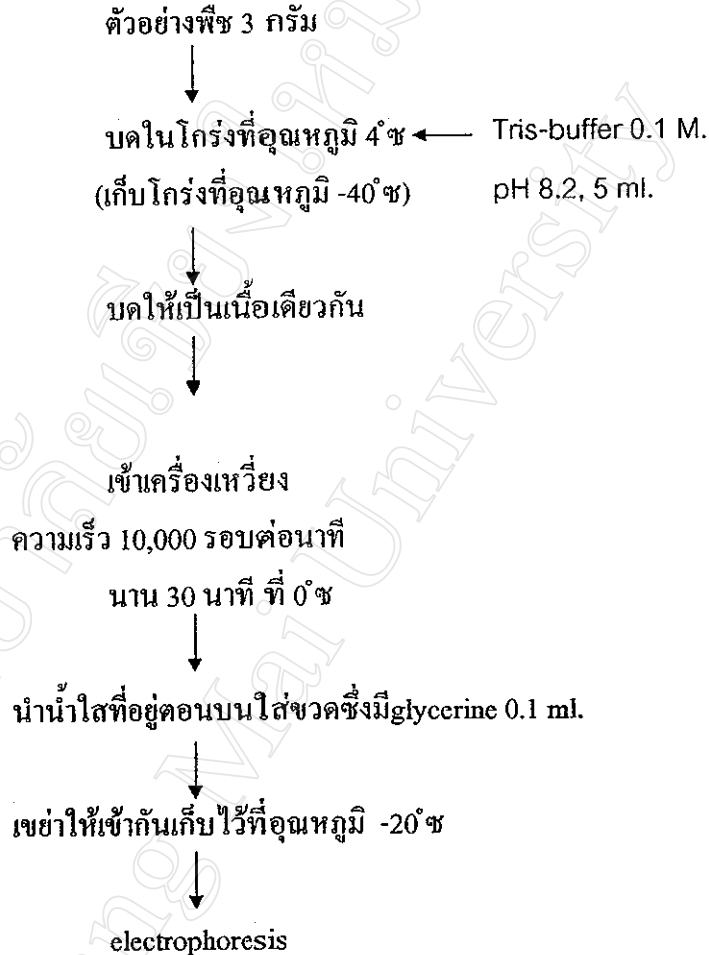 ตัวอย่างพืช 3 กรัม
บดในโกร่งที่อุณหภูมิ 4 ํซ
Tris-buffer 0.1 M.
(เก็บโกร่งที่อุณหภูมิ -40 ํซ)
pH 8.2, 5 ml.
บดให้เป็นเนื้อเดียวกัน
เข้าเครื่องเหวี่ยง
ความเร็ว 10,000 รอบต่อนาที
นาน 30 นาที ที่ 0 ํซ
นำน้ำใสที่อยู่ตอนบนใส่ขวดซึ่งมีglycerine 0.1 ml.
เขย่าให้เข้ากันเก็บไว้ที่อุณหภูมิ -20 ํซ
electrophoresis
Mai University